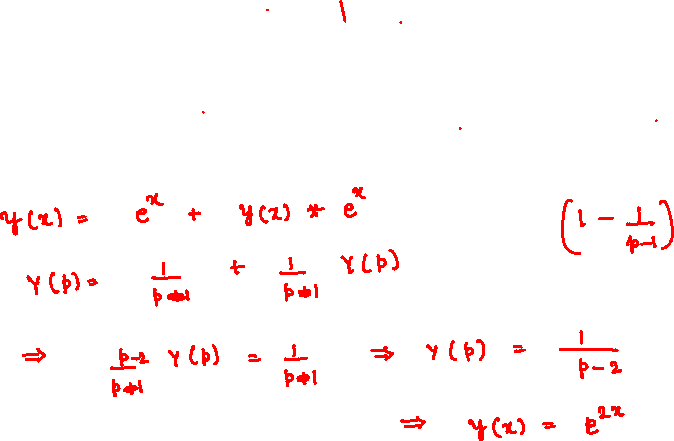 y(x) = e^x + y(x) * e^x (1 - 1/(p-1))
Y(p) = 1/(p-1) + 1/(p-1) Y(p)
⇒ (p-2)/(p-1) Y(p) = 1/(p-1) ⇒ Y(p) = 1/(p-2)
⇒ y(x) = e^{2x}